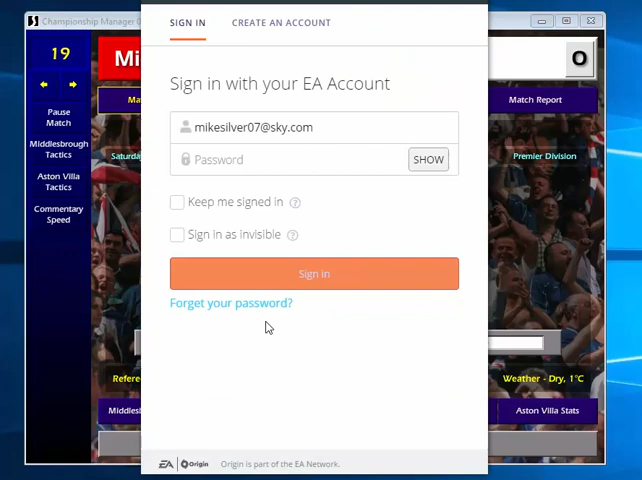 Championship Manager
SIGN IN
CREATE AN ACCOUNT
19
Mi
O
Sign in with your EA Account
Ma
Match Report
Pause
Match
mikesilver07@sky.com
Middlesbrough
Tactics
Saturda
Password
SHOW
Premier Division
Aston Villa
Tactics
Keep me signed in
Commentary
Speed
Sign in as invisible
Sign in
Forget your password?
Refere
Weather - Dry, 1°C
Middlesb
Aston Villa Stats
EA
Origin
Origin is part of the EA Network.